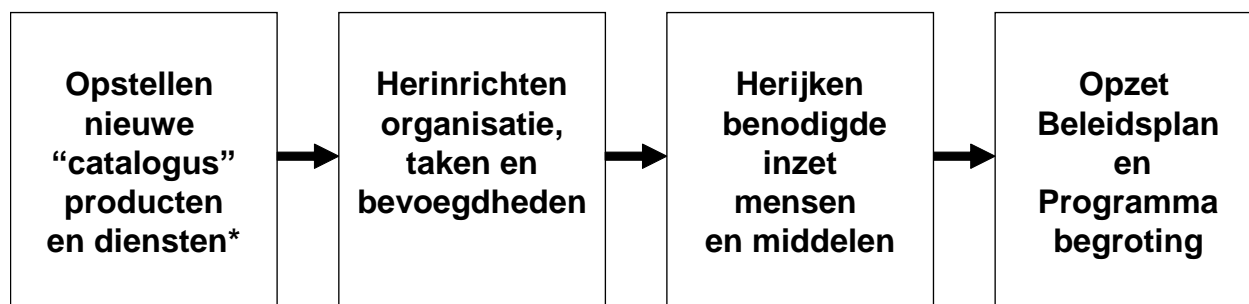 Opstellen
nieuwe
“catalogus”
producten
en diensten*
Herinrichten
organisatie,
taken en
bevoegdheden
Herijken
benodigde
inzet
mensen
en middelen
Opzet
Beleidsplan
en
Programma
begroting